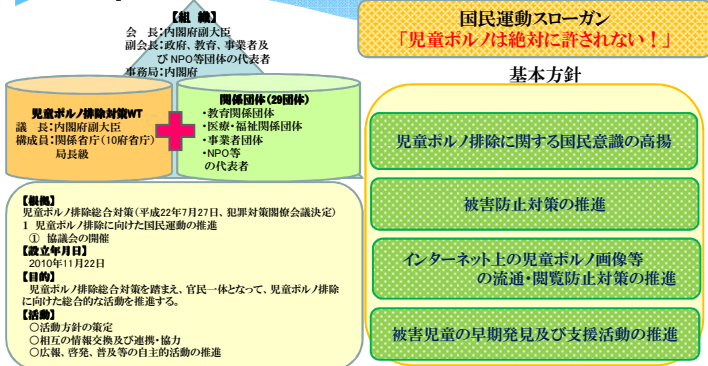 【組 織】
会 長：内閣府副大臣
副会長：政府、教育、事業者及
び NPO等団体の代表者
事務局：内閣府
児童ポルノ排除対策WT
議 長：内閣府副大臣
構成員：関係省庁（10府省庁）
局長級
関係団体（29団体）
・教育関係団体
・医療・福祉関係団体
・事業者団体
・NPO等
の代表者
【根拠】
児童ポルノ排除総合対策（平成22年7月27日、犯罪対策閣僚会議決定）
1 児童ポルノ排除に向けた国民運動の推進
① 協議会の開催
【設立年月日】
2010年11月22日
【目的】
児童ポルノ排除総合対策を踏まえ、官民一体となって、児童ポルノ排除
に向けた総合的な活動を推進する。
【活動】
○活動方針の策定
○相互の情報交換及び連携・協力
○広報、啓発、普及等の自主的活動の推進
国民運動スローガン
「児童ポルノは絶対に許されない！」
基本方針
児童ポルノ排除に関する国民意識の高揚
被害防止対策の推進
インターネット上の児童ポルノ画像等
の流通・閲覧防止対策の推進
被害児童の早期発見及び支援活動の推進